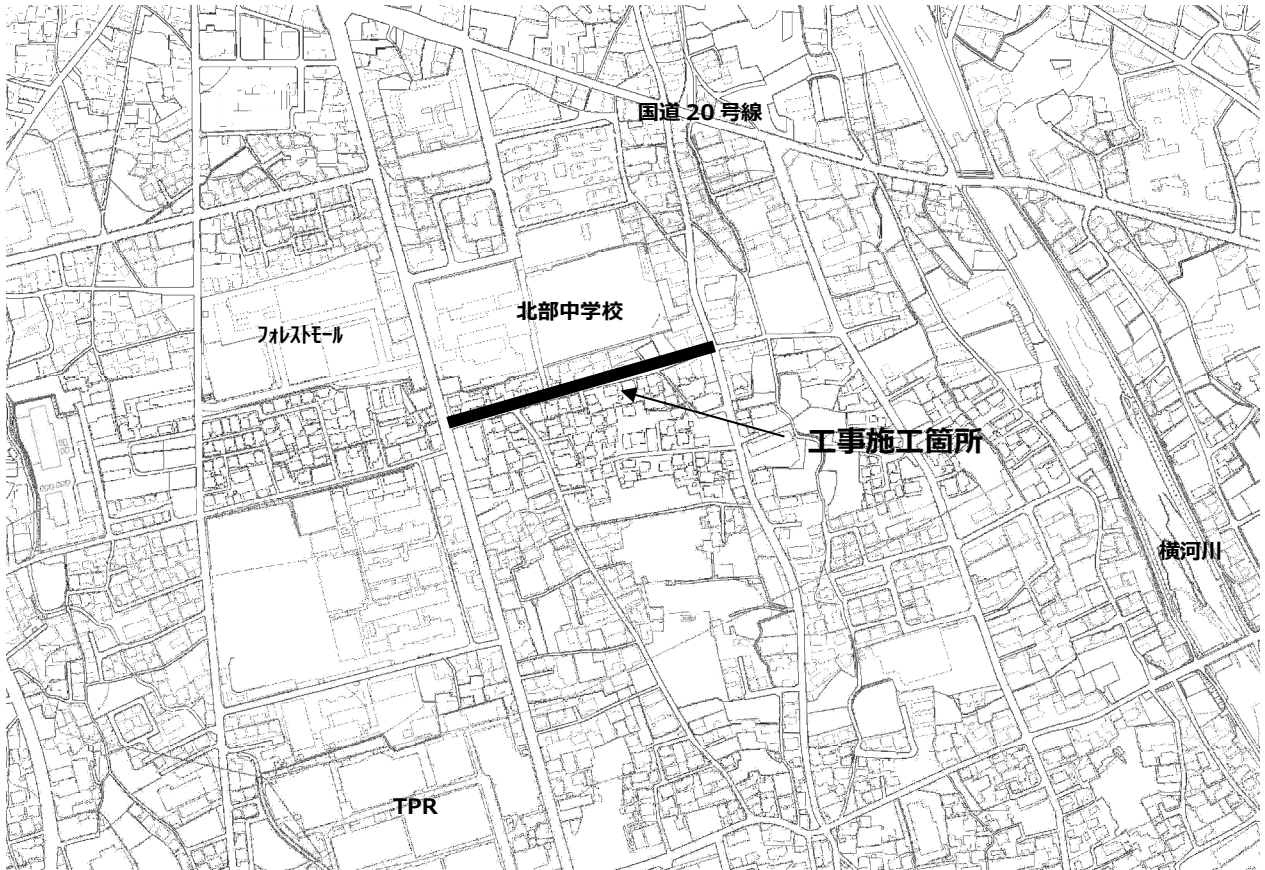 国道 20 号線
北部中学校
ﾌｫﾚｽﾄﾓｰﾙ
工事施工箇所
横河川
TPR